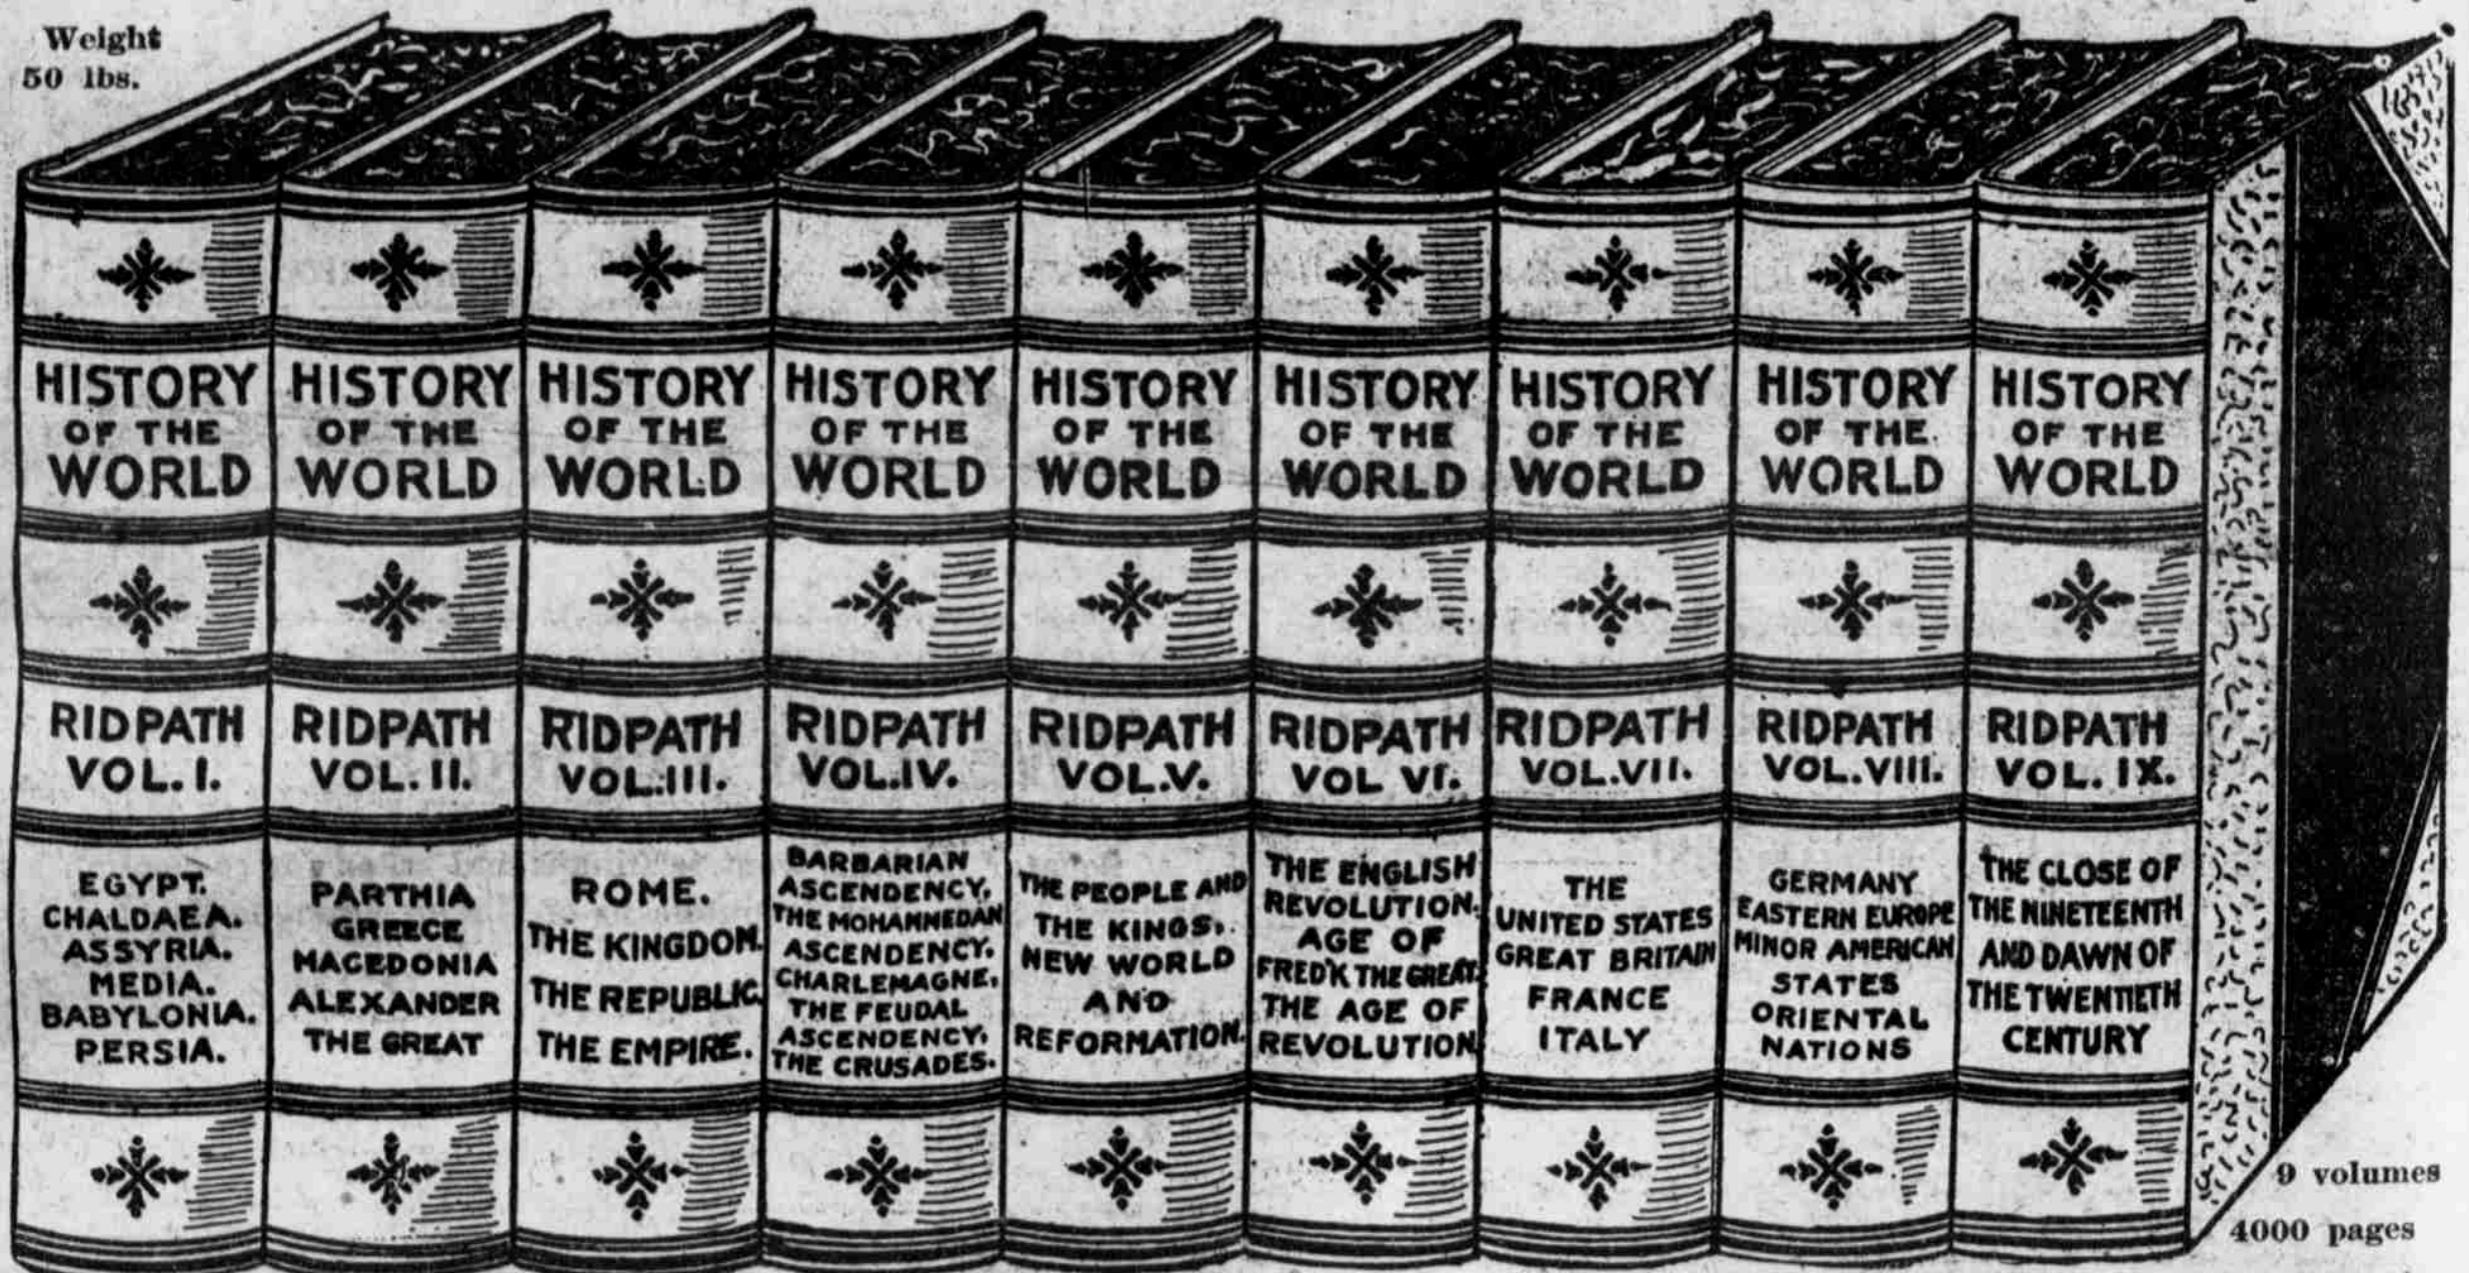 Weight
50 lbs.
HISTORY
OF THE
WORLD
RIDPATH
VOL. I.
EGYPT.
CHALDAEA.
ASSYRIA.
MEDIA.
BABYLONIA.
PERSIA.
HISTORY
OF THE
WORLD
RIDPATH
VOL. II.
PARTHIA
GREECE
MACEDONIA
ALEXANDER
THE GREAT
HISTORY
OF THE
WORLD
RIDPATH
VOL. III.
ROME.
THE KINGDOM.
THE REPUBLIC.
THE EMPIRE.
HISTORY
OF THE
WORLD
RIDPATH
VOL. IV.
BARBARIAN
ASCENDENCY,
THE MOHAMMEDAN
ASCENDENCY.
CHARLEMAGNE,
THE FEUDAL
ASCENDENCY,
THE CRUSADES.
HISTORY
OF THE
WORLD
RIDPATH
VOL. V.
THE PEOPLE AND
THE KINGS,
NEW WORLD
AND
REFORMATION.
HISTORY
OF THE
WORLD
RIDPATH
VOL VI.
THE ENGLISH
REVOLUTION.
AGE OF
FRED'K THE GREAT.
THE AGE OF
REVOLUTION
HISTORY
OF THE
WORLD
RIDPATH
VOL. VII.
THE
UNITED STATES
GREAT BRITAIN
FRANCE
ITALY
HISTORY
OF THE
WORLD
RIDPATH
VOL. VIII.
GERMANY
EASTERN EUROPE
MINOR AMERICAN
STATES
ORIENTAL
NATIONS
HISTORY
OF THE
WORLD
RIDPATH
VOL. IX.
THE CLOSE OF
THE NINETEENTH
AND DAWN OF
THE TWENTIETH
CENTURY
9 volumes
4000 pages